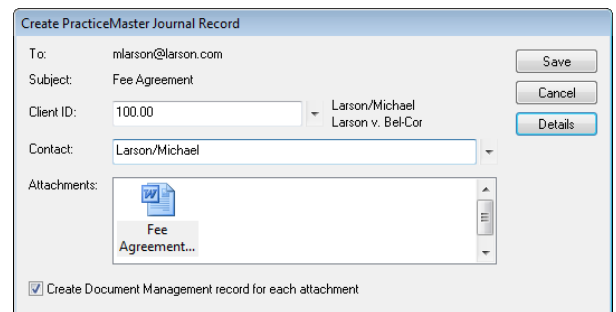 Create PracticeMaster Journal Record
To: mlarson@larson.com
Subject: Fee Agreement
Client ID: 100.00 Larson/Michael
Larson v. Bel-Cor
Contact: Larson/Michael
Attachments:
Fee
Agreement...
Create Document Management record for each attachment
Save
Cancel
Details